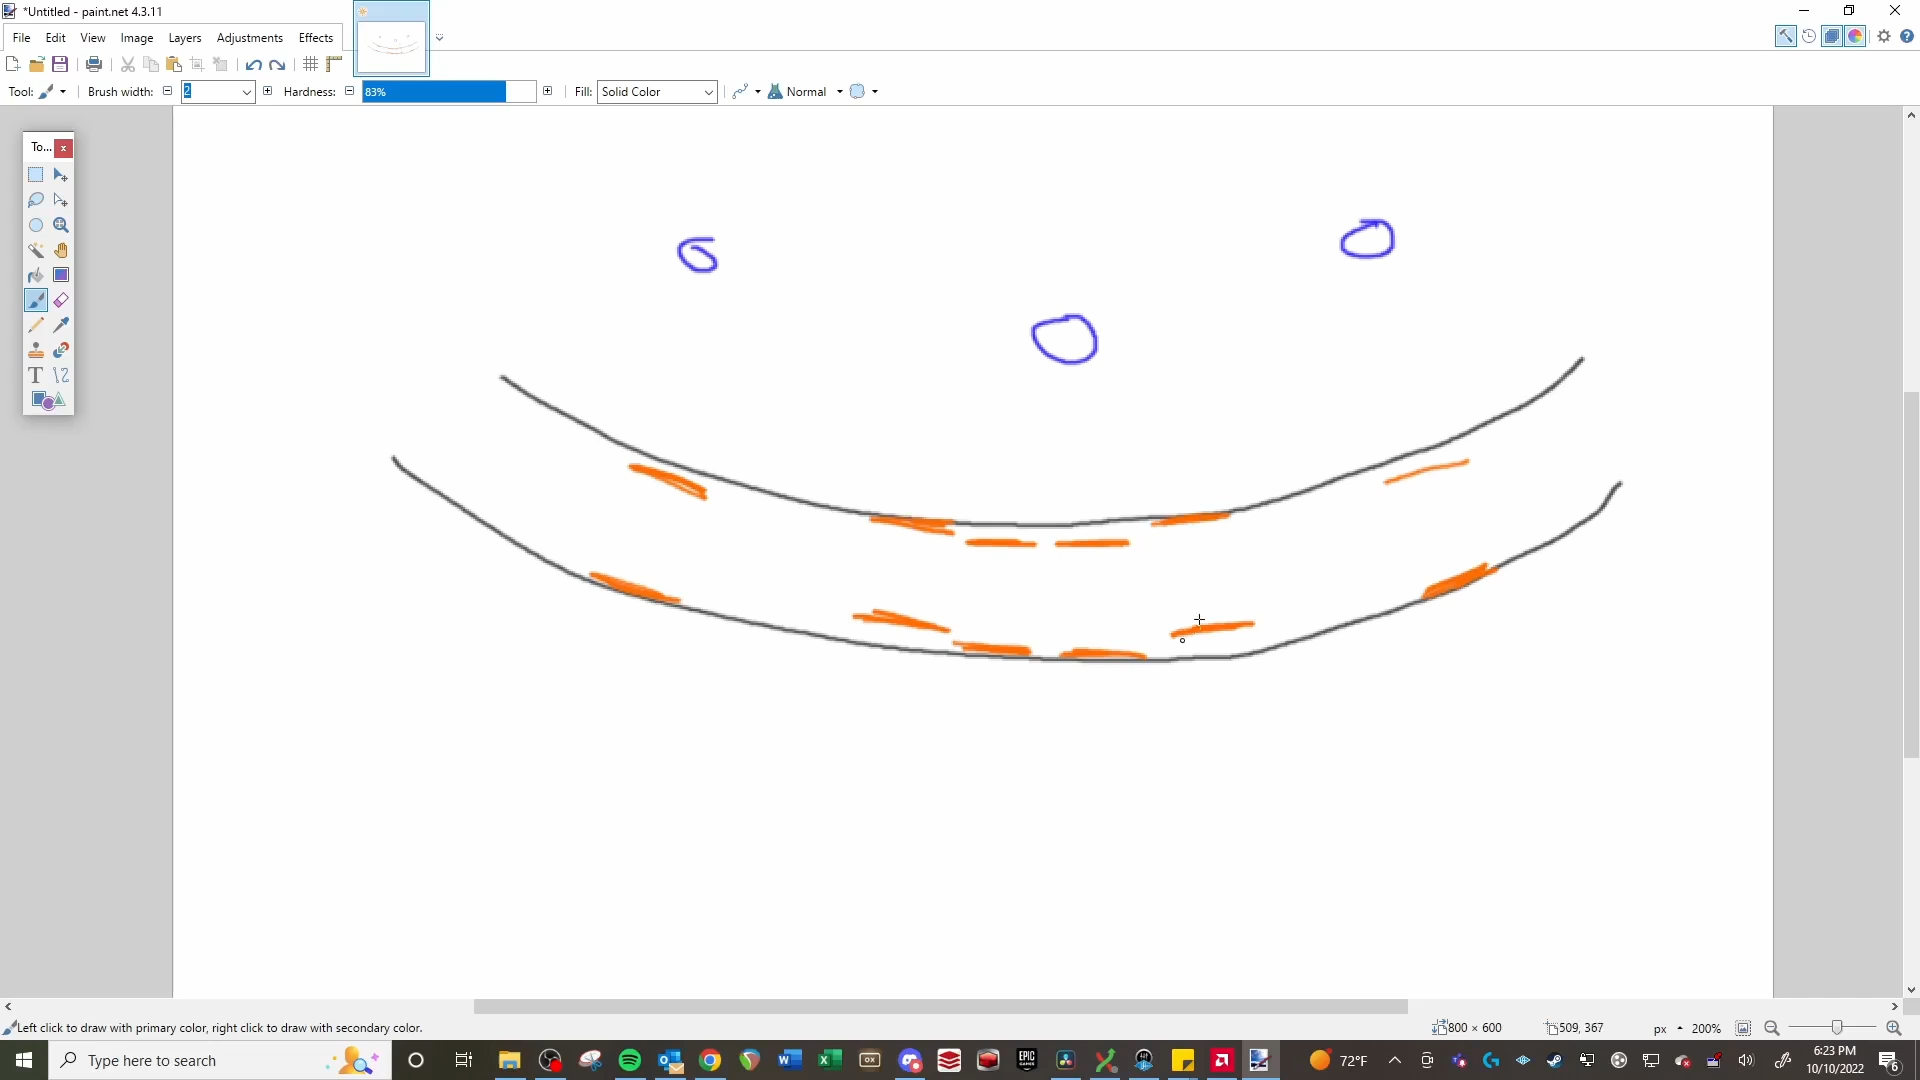 *Untitled - paint.net 4.3.11
File Edit View Image Layers Adjustments Effects
Tool: Brush width: 2 Hardness: 83% Fill: Solid Color Normal
To... x
Left click to draw with primary color, right click to draw with secondary color. 800 × 600 509, 367 px 200%
Type here to search 72°F 6:23 PM
10/10/2022 6